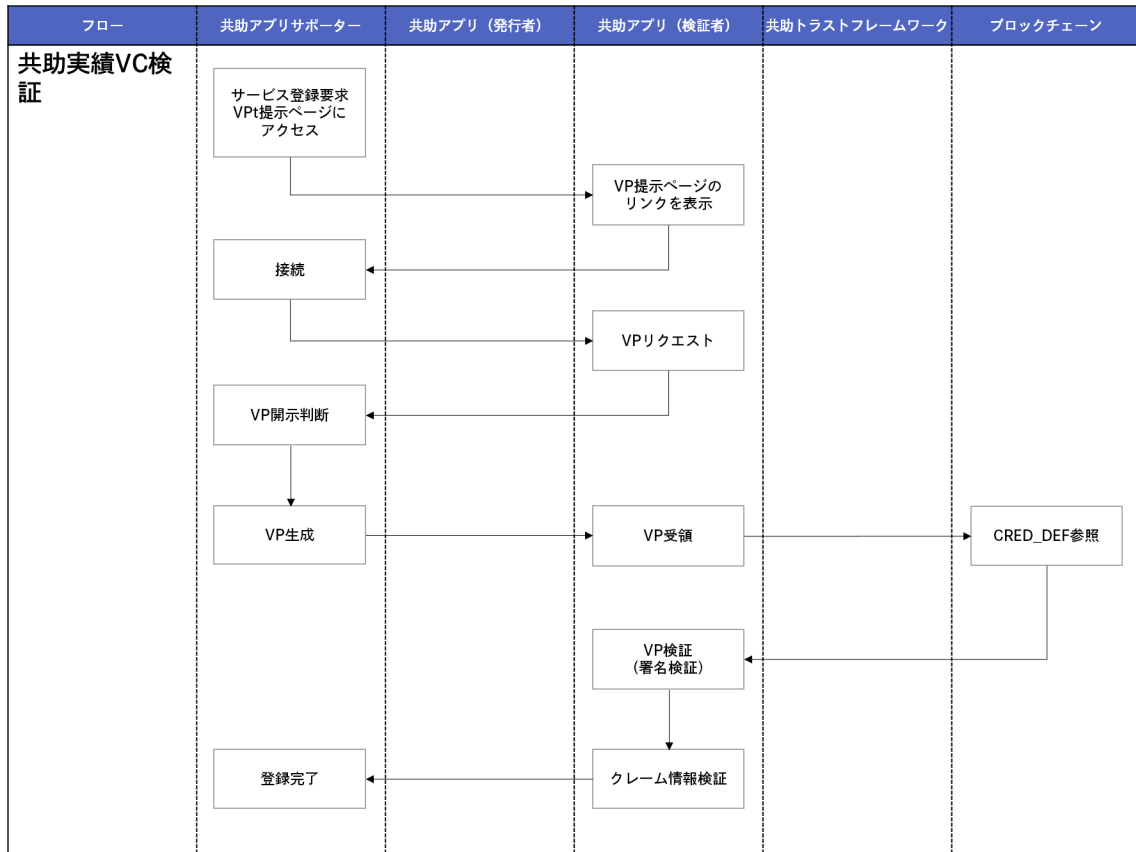 フロー
共助アプリサポーター
共助アプリ（発行者）
共助アプリ（検証者）
共助トラストフレームワーク
ブロックチェーン
共助実績VC検
証
サービス登録要求
VPt提示ページに
アクセス
VP提示ページの
リンクを表示
接続
VPリクエスト
VP開示判断
VP生成
VP受領
CRED_DEF参照
VP検証
（署名検証）
登録完了
クレーム情報検証